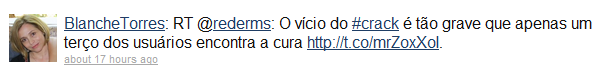 BlancheTorres: RT @rederms: O vício do #crack é tão grave que apenas um
terço dos usuários encontra a cura http://t.co/mrZoxXol.
about 17 hours ago